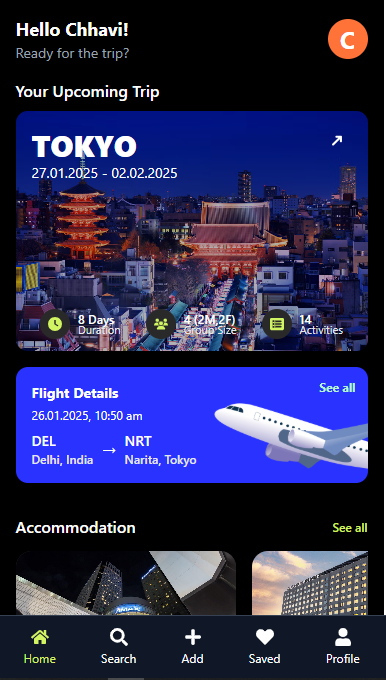 Hello Chhavi!
Ready for the trip?
C
Your Upcoming Trip
TOKYO
27.01.2025 - 02.02.2025
8 Days
Duration
4 (2M,2F)
Group Size
14
Activities
Flight Details
See all
26.01.2025, 10:50 am
DEL → NRT
Delhi, India
Narita, Tokyo
Accommodation
See all
Home
Search
Add
Saved
Profile